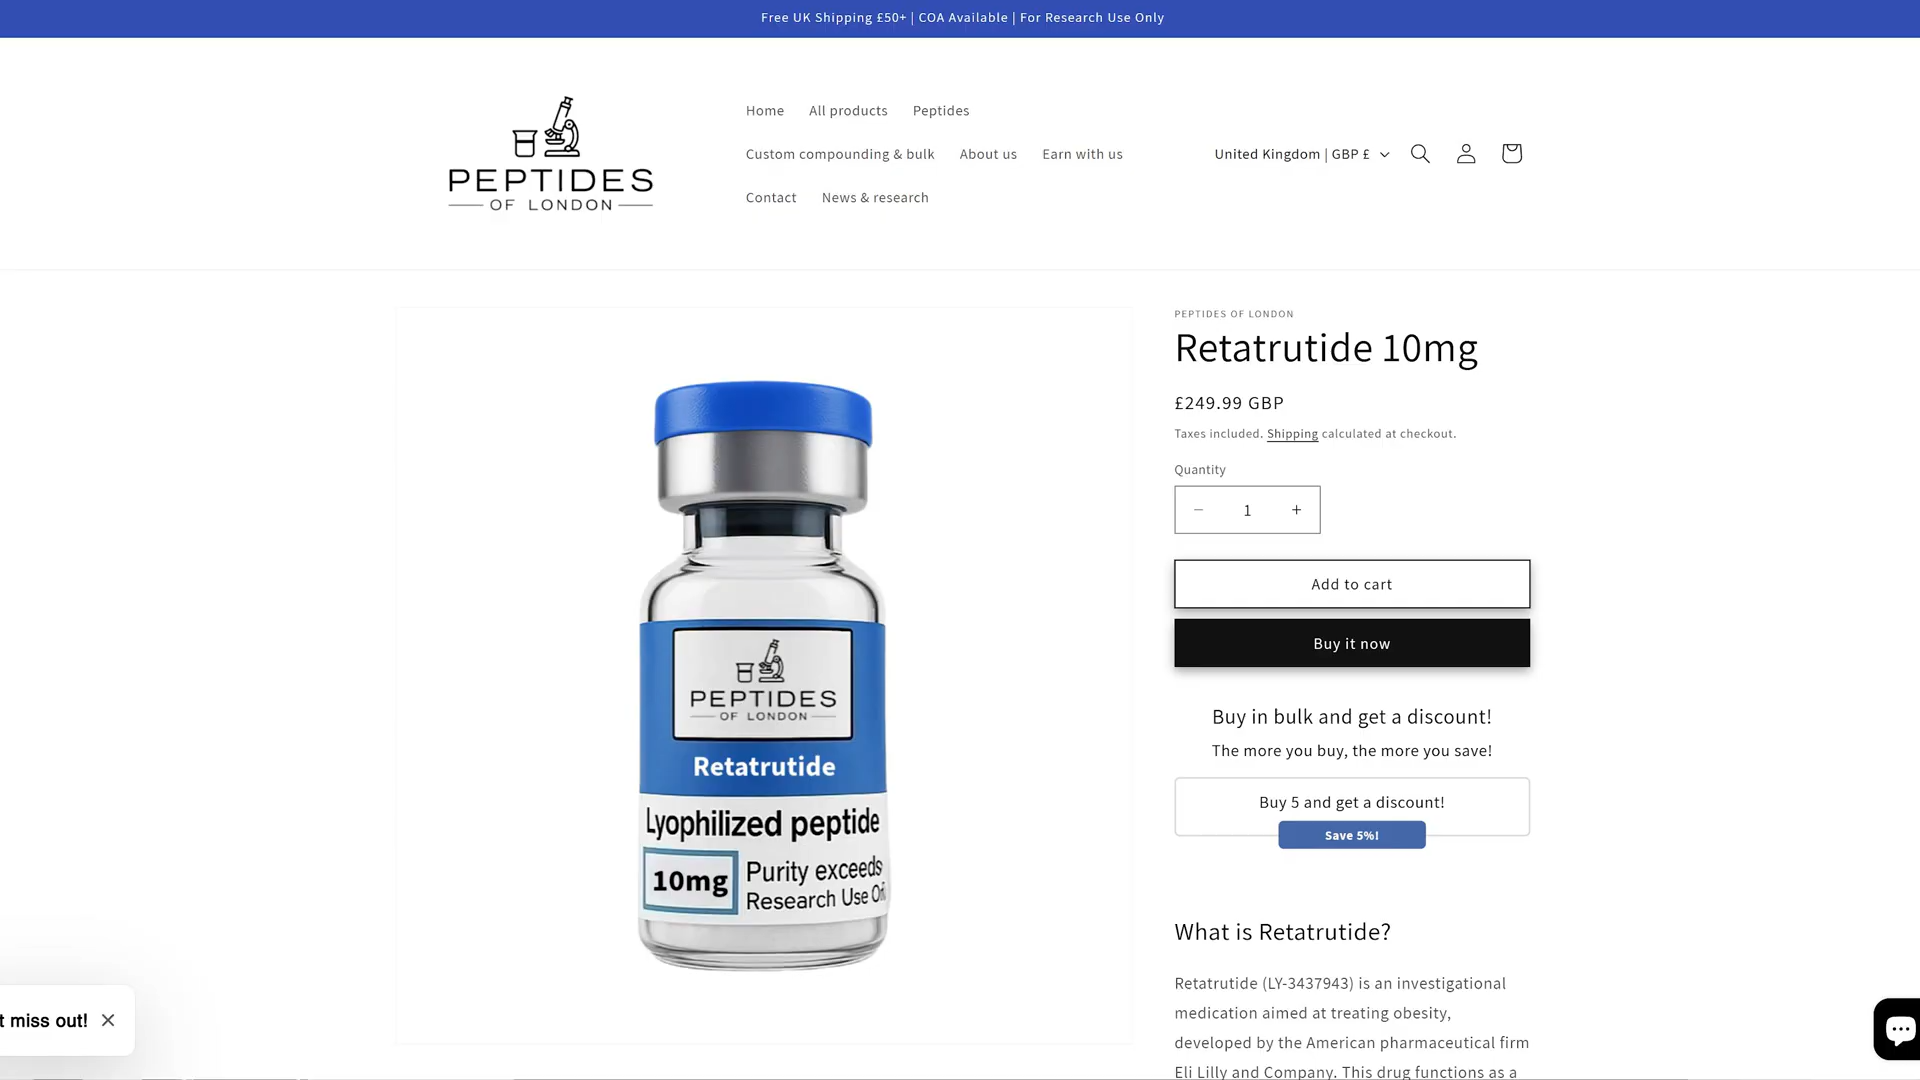 Free UK Shipping £50+ | COA Available | For Research Use Only
PEPTIDES
OF LONDON
Home
All products
Peptides
Custom compounding & bulk
About us
Earn with us
Contact
News & research
United Kingdom | GBP £
PEPTIDES
OF LONDON
Retatrutide
Lyophilized peptide
10mg
Purity exceeds
Research Use
PEPTIDES OF LONDON
Retatrutide 10mg
£249.99 GBP
Taxes included. Shipping calculated at checkout.
Quantity
− 1 +
Add to cart
Buy it now
Buy in bulk and get a discount!
The more you buy, the more you save!
Buy 5 and get a discount!
Save 5%!
What is Retatrutide?
Retatrutide (LY-3437943) is an investigational
medication aimed at treating obesity,
developed by the American pharmaceutical firm
Eli Lilly and Company. This drug functions as a
miss out!